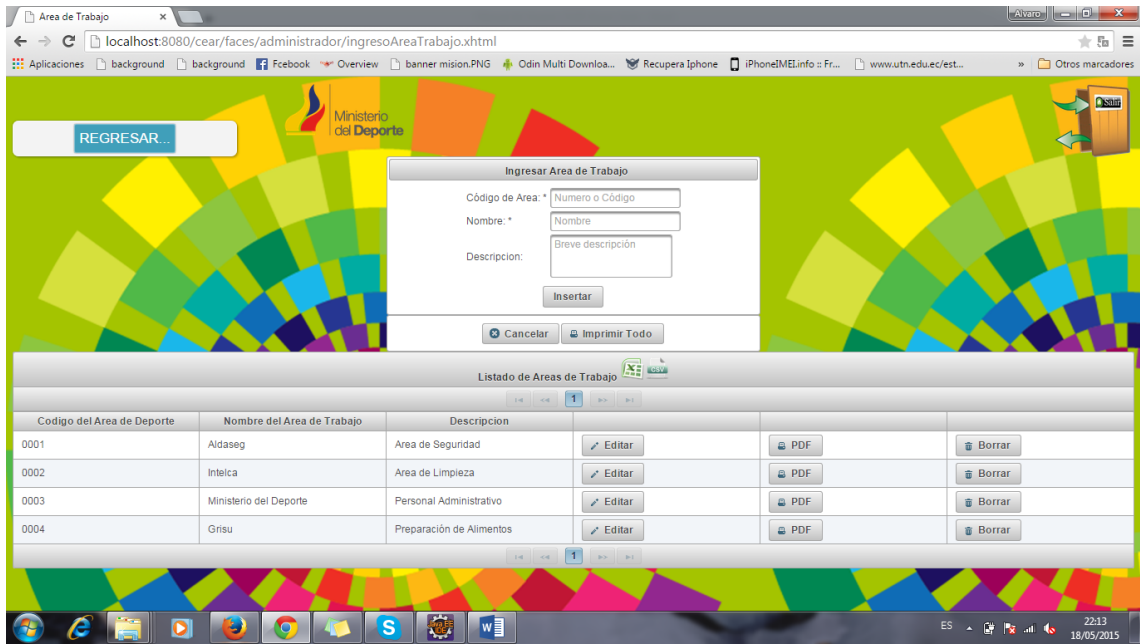 Area de Trabajo
Alvaro
localhost:8080/cear/faces/administrador/ingresoAreaTrabajo.xhtml
Aplicaciones background background Fcebook Overview banner mision.PNG Odin Multi Downloa... Recupera Iphone iPhoneIMEI.info :: Fr... www.utn.edu.ec/est... » Otros marcadores
Ministerio
del Deporte
Salir
REGRESAR...
Ingresar Area de Trabajo
Código de Area: * Numero o Código
Nombre: * Nombre
Descripcion: Breve descripción
Insertar
Cancelar Imprimir Todo
Listado de Areas de Trabajo CSV
1
Codigo del Area de Deporte Nombre del Area de Trabajo Descripcion
0001 Aldaseg Area de Seguridad Editar PDF Borrar
0002 Intelca Area de Limpieza Editar PDF Borrar
0003 Ministerio del Deporte Personal Administrativo Editar PDF Borrar
0004 Grisu Preparación de Alimentos Editar PDF Borrar
1
ES 22:13
18/05/2015